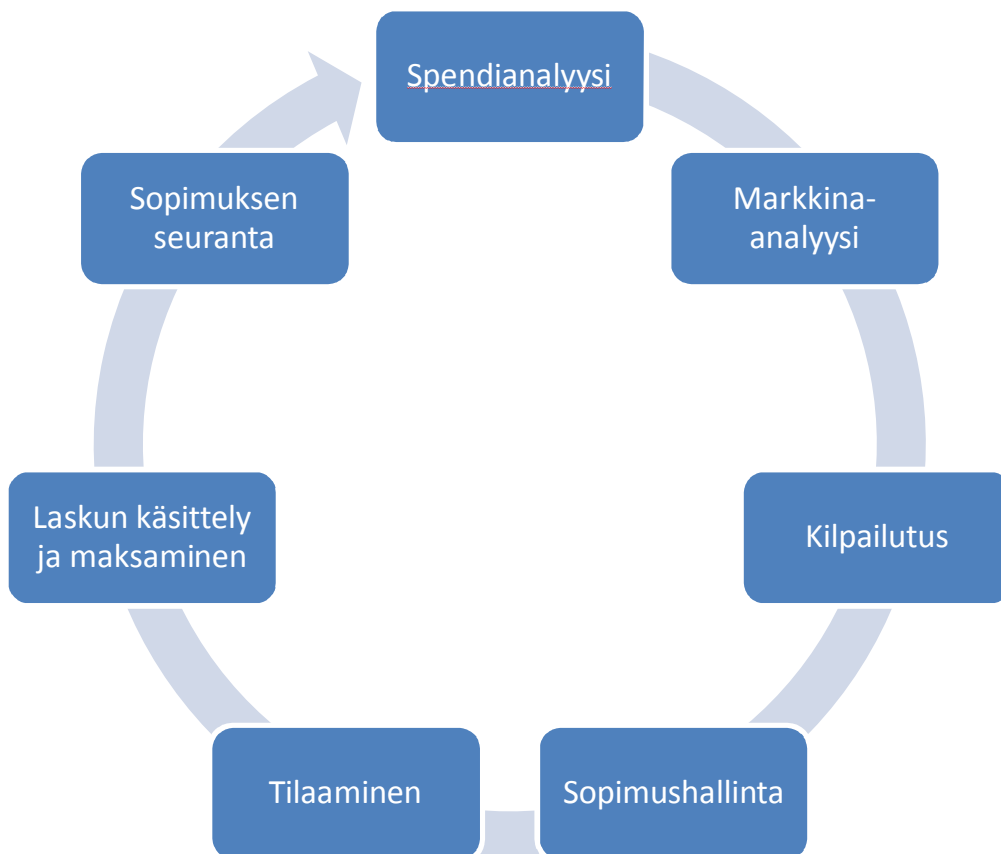 Spendianalyysi
Markkina-
analyysi
Kilpailutus
Sopimushallinta
Tilaaminen
Laskun käsittely
ja maksaminen
Sopimuksen
seuranta